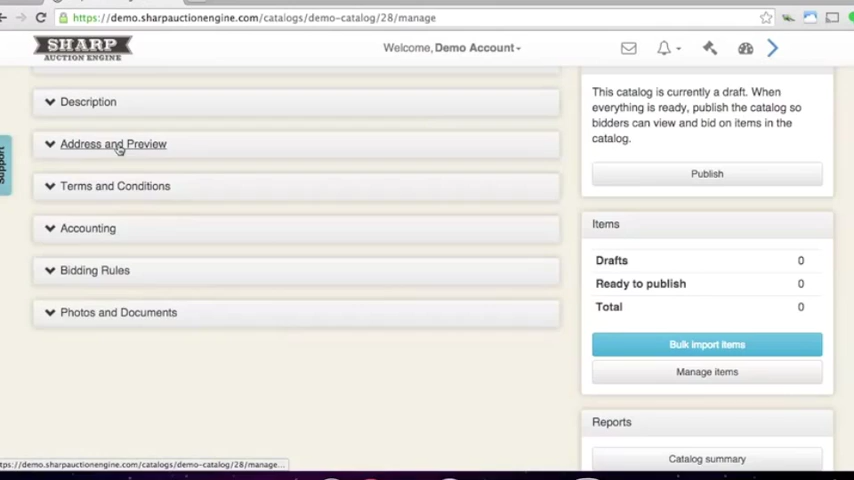 https://demo.sharpauctionengine.com/catalogs/demo-catalog/28/manage
SHARP
AUCTION ENGINE
Welcome, Demo Account
Support
Description
Address and Preview
Terms and Conditions
Accounting
Bidding Rules
Photos and Documents
This catalog is currently a draft. When
everything is ready, publish the catalog so
bidders can view and bid on items in the
catalog.
Publish
Items
Drafts 0
Ready to publish 0
Total 0
Bulk import items
Manage items
Reports
Catalog summary
tps://demo.sharpauctionengine.com/catalogs/demo-catalog/28/manage...